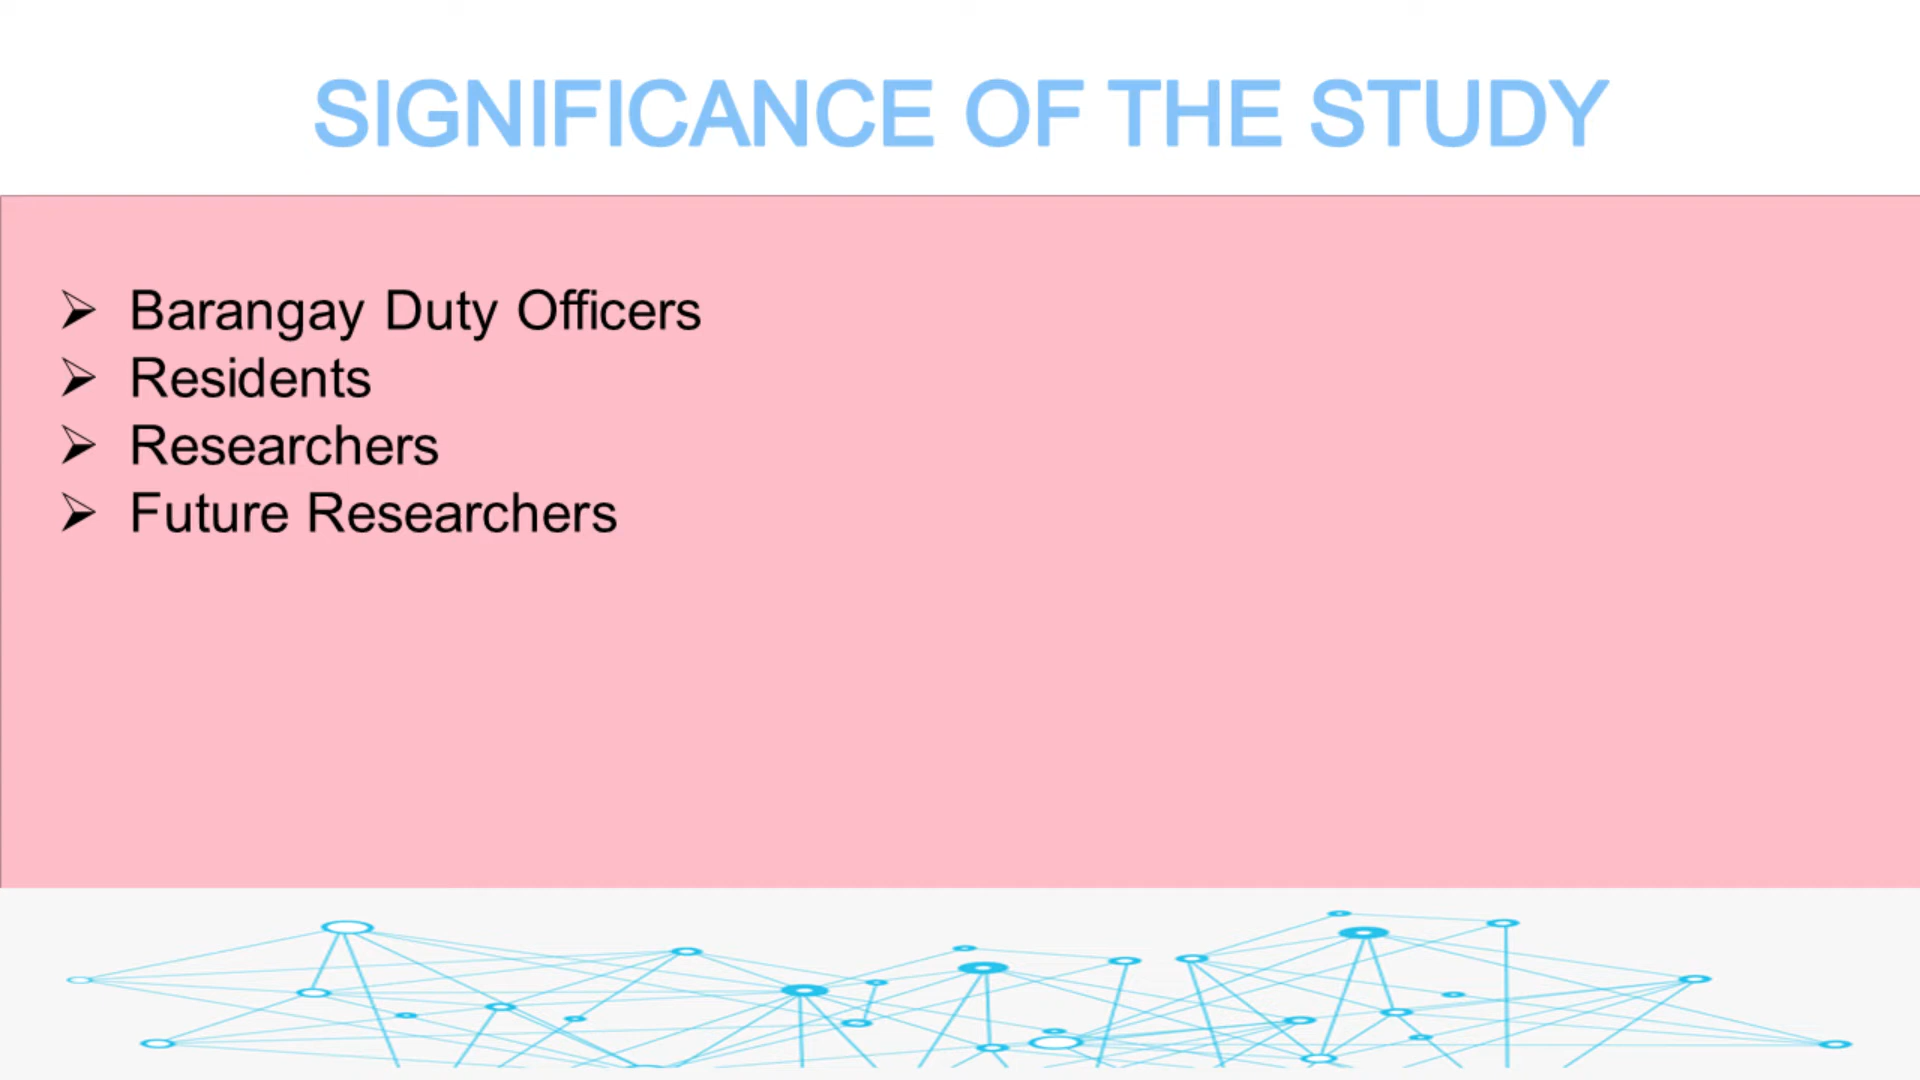 SIGNIFICANCE OF THE STUDY
➢ Barangay Duty Officers
➢ Residents
➢ Researchers
➢ Future Researchers